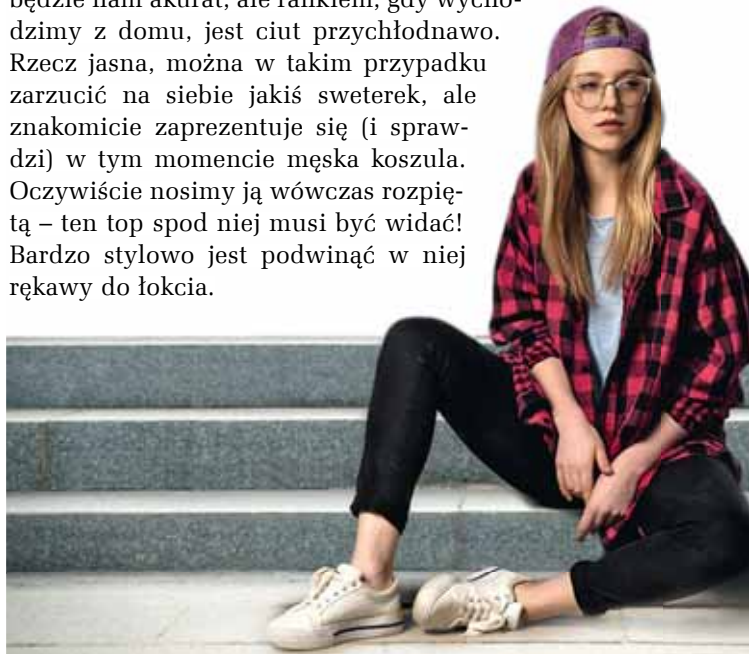 będzie nam akurat, ale rankiem, gdy wycho-
dzimy z domu, jest ciut przychłodnawo.
Rzecz jasna, można w takim przypadku
zarzucić na siebie jakiś sweterek, ale
znakomicie zaprezentuje się (i spraw-
dzi) w tym momencie męska koszula.
Oczywiście nosimy ją wówczas rozpię-
tą – ten top spod niej musi być widać!
Bardzo stylowo jest podwinąć w niej
rękawy do łokcia.